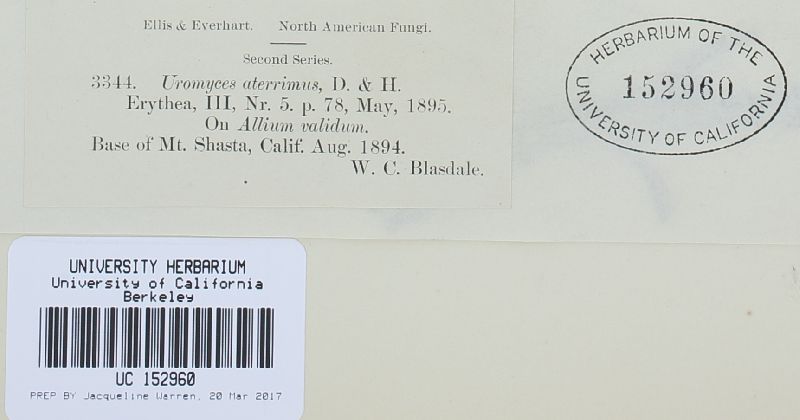 Ellis & Everhart. North American Fungi.
Second Series.
3344. Uromyces aterrimus, D. & H.
Erythea, III, Nr. 5. p. 78, May, 1895.
On Allium validum.
Base of Mt. Shasta, Calif. Aug. 1894.
W. C. Blasdale.
HERBARIUM OF THE
152960
UNIVERSITY OF CALIFORNIA
UNIVERSITY HERBARIUM
University of California
Berkeley
UC 152960
PREP BY Jacqueline Warren, 20 Mar 2017